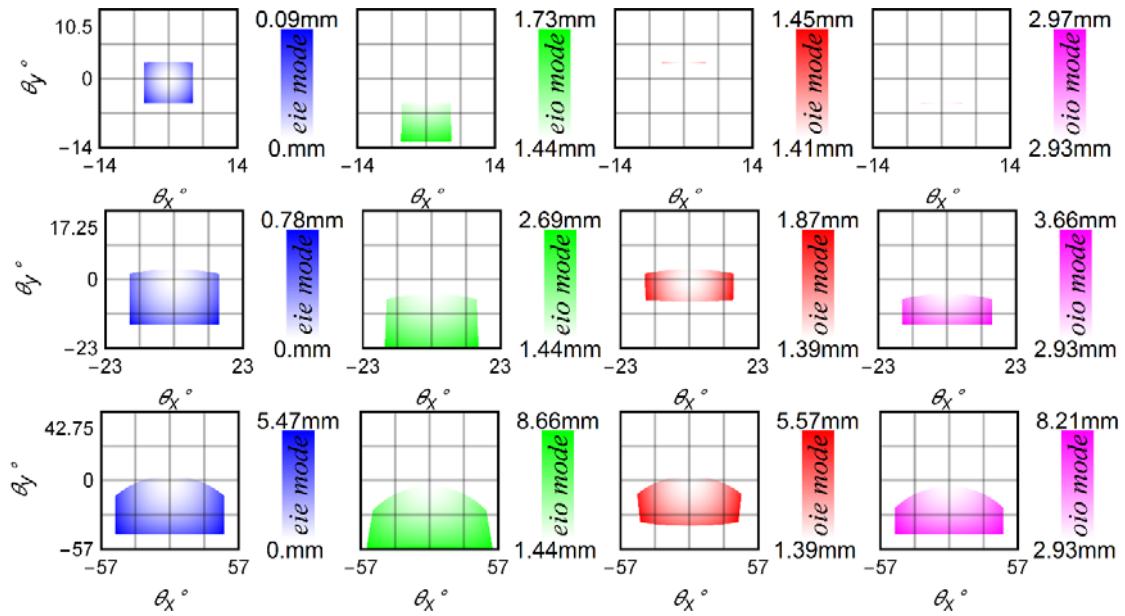 10.5
0
−14
θy°
−14
14
θx°
0.09mm
eie mode
0.mm
1.73mm
eio mode
1.44mm
1.45mm
oie mode
1.41mm
2.97mm
oio mode
2.93mm
−14
14
−14
14
−14
14
θx°
θx°
θx°
17.25
0
−23
θy°
−23
23
θx°
0.78mm
eie mode
0.mm
2.69mm
eio mode
1.44mm
1.87mm
oie mode
1.39mm
3.66mm
oio mode
2.93mm
−23
23
−23
23
−23
23
θx°
θx°
θx°
42.75
0
−57
θy°
−57
57
θx°
5.47mm
eie mode
0.mm
8.66mm
eio mode
1.44mm
5.57mm
oie mode
1.39mm
8.21mm
oio mode
2.93mm
−57
57
−57
57
−57
57
θx°
θx°
θx°